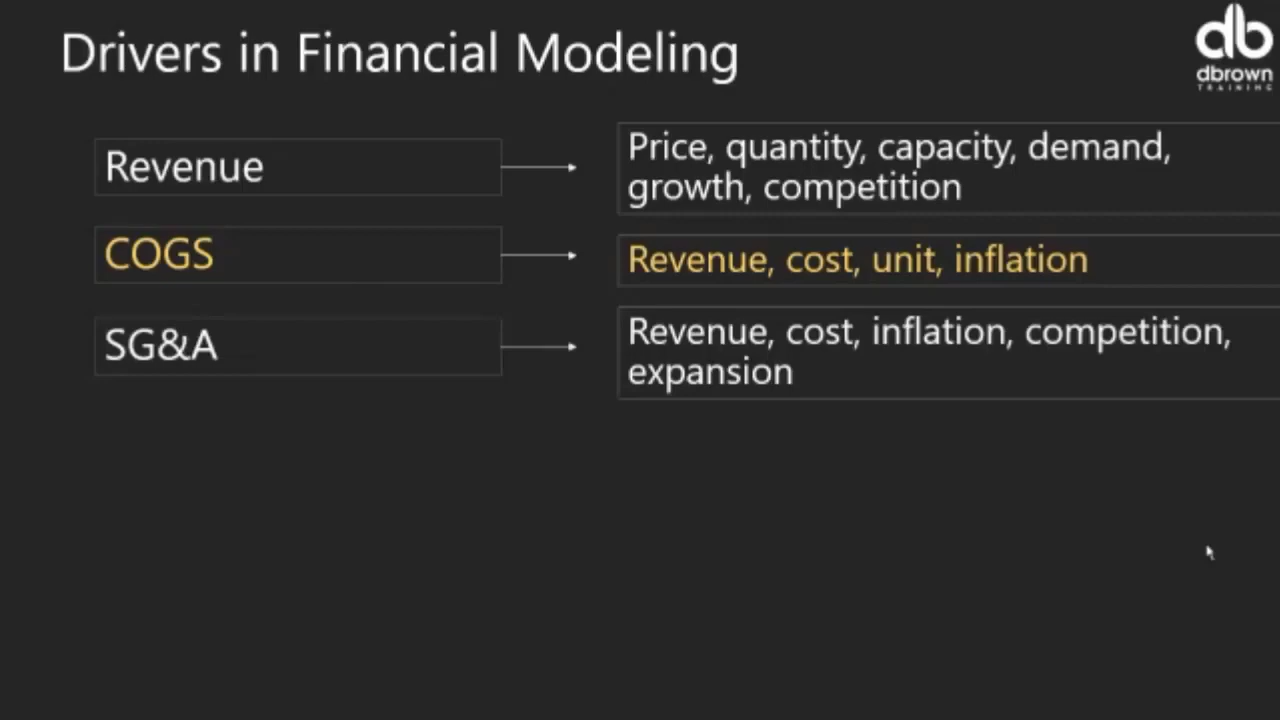 Drivers in Financial Modeling
db
dbrown
TRAINING
Revenue
Price, quantity, capacity, demand,
growth, competition
COGS
Revenue, cost, unit, inflation
SG&A
Revenue, cost, inflation, competition,
expansion